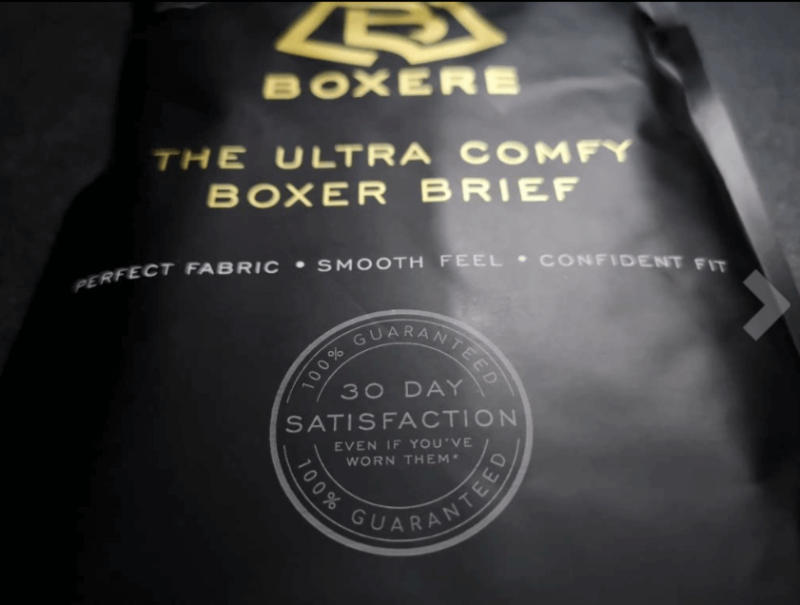 BOXERE
THE ULTRA COMFY
BOXER BRIEF
PERFECT FABRIC • SMOOTH FEEL • CONFIDENT FIT
100% GUARANTEED
30 DAY
SATISFACTION
EVEN IF YOU'VE
WORN THEM*
100% GUARANTEED